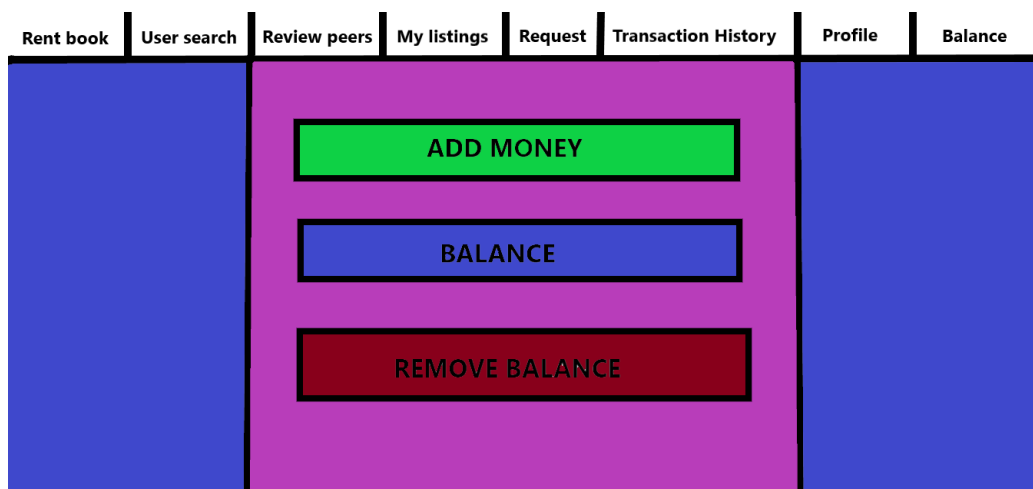 Rent book User search Review peers My listings Request Transaction History Profile Balance
ADD MONEY
BALANCE
REMOVE BALANCE